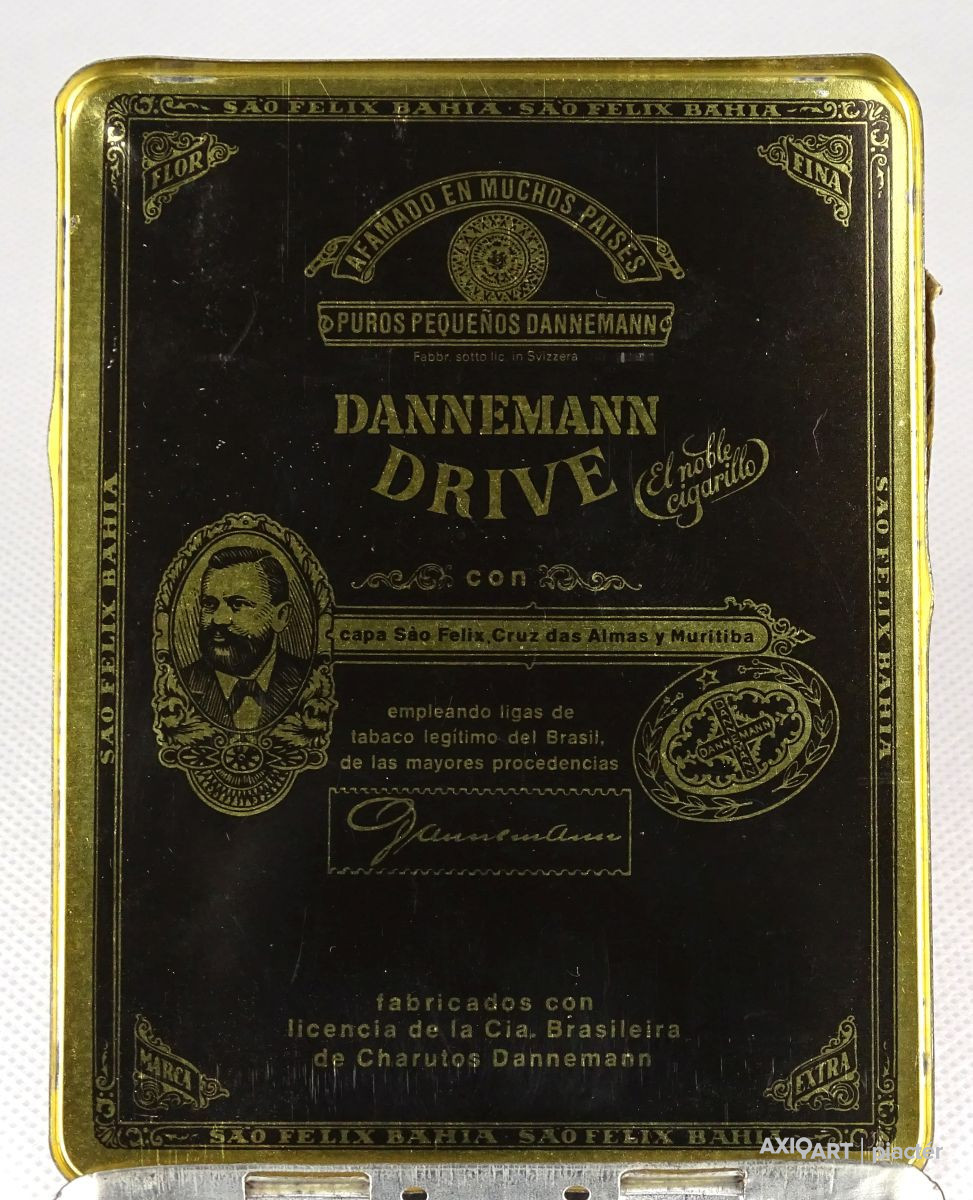 SÃO FELIX BAHIA · SÃO FELIX BAHIA
FLOR
FINA
AFAMADO EN MUCHOS PAISES
PUROS PEQUEÑOS DANNEMANN
Fabbr. sotto lic. in Svizzera
DANNEMANN
DRIVE
El noble
cigarillo
SÃO FELIX BAHIA
SÃO FELIX BAHIA
con
capa São Felix, Cruz das Almas y Muritiba
empleando ligas de
tabaco legítimo del Brasil,
de las mayores procedencias
DANNEMANN
DANNEMANN
Dannemann
fabricados con
licencia de la Cia. Brasileira
de Charutos Dannemann
MARCA
EXTRA
SÃO FELIX BAHIA · SÃO FELIX BAHIA
AXIOART | placter